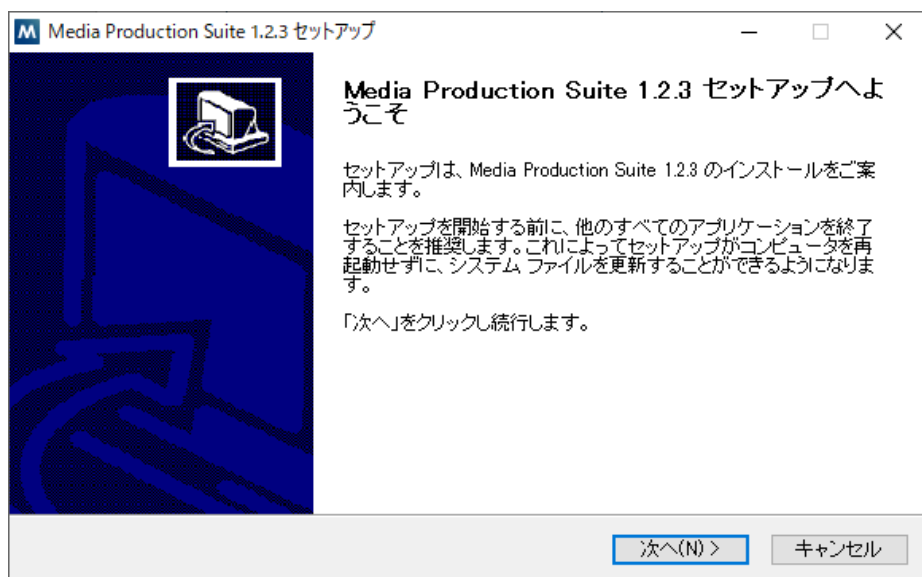 M Media Production Suite 1.2.3 セットアップ
Media Production Suite 1.2.3 セットアップへよ
うこそ
セットアップは、Media Production Suite 1.2.3 のインストールをご案
内します。
セットアップを開始する前に、他のすべてのアプリケーションを終了
することを推奨します。これによってセットアップがコンピュータを再
起動せずに、システム ファイルを更新することができるようになりま
す。
「次へ」をクリックし続行します。
次へ(N) >
キャンセル